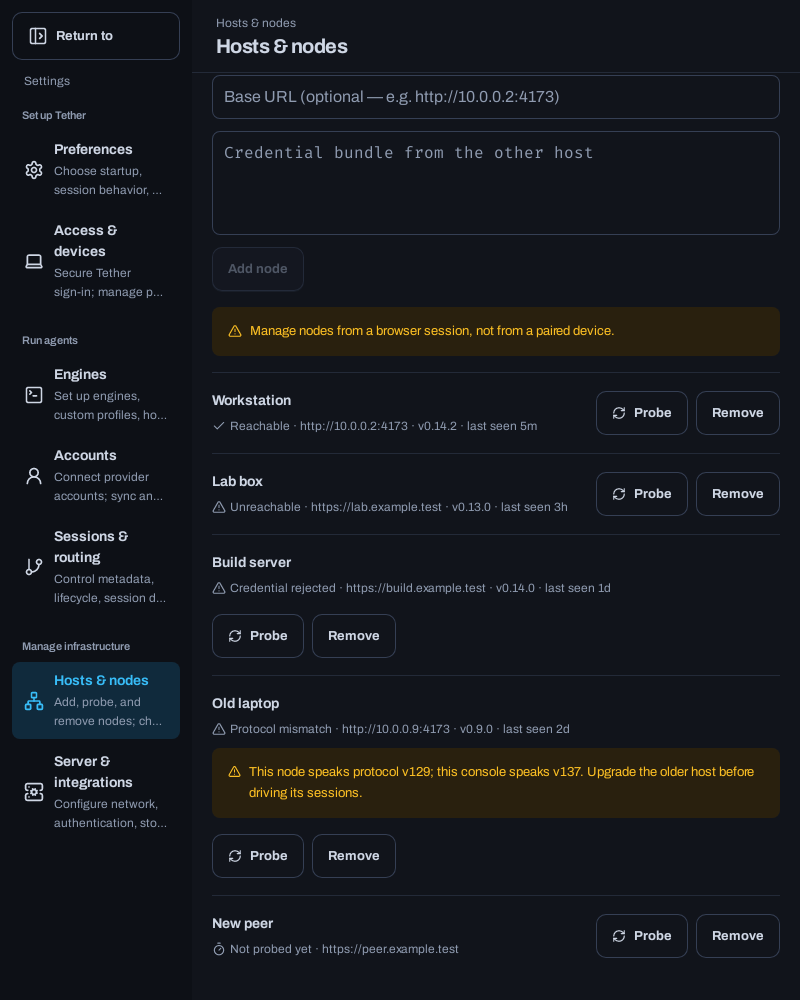 Return to
Settings
Set up Tether
Preferences
Choose startup,
session behavior, ...
Access &
devices
Secure Tether
sign-in; manage p...
Run agents
Engines
Set up engines,
custom profiles, ho...
Accounts
Connect provider
accounts; sync an...
Sessions &
routing
Control metadata,
lifecycle, session d...
Manage infrastructure
Hosts & nodes
Add, probe, and
remove nodes; ch...
Server &
integrations
Configure network,
authentication, sto...
Hosts & nodes
Hosts & nodes
Base URL (optional — e.g. http://10.0.0.2:4173)
Credential bundle from the other host
Add node
Manage nodes from a browser session, not from a paired device.
Workstation
Reachable · http://10.0.0.2:4173 · v0.14.2 · last seen 5m
Probe
Remove
Lab box
Unreachable · https://lab.example.test · v0.13.0 · last seen 3h
Probe
Remove
Build server
Credential rejected · https://build.example.test · v0.14.0 · last seen 1d
Probe
Remove
Old laptop
Protocol mismatch · http://10.0.0.9:4173 · v0.9.0 · last seen 2d
This node speaks protocol v129; this console speaks v137. Upgrade the older host before
driving its sessions.
Probe
Remove
New peer
Not probed yet · https://peer.example.test
Probe
Remove